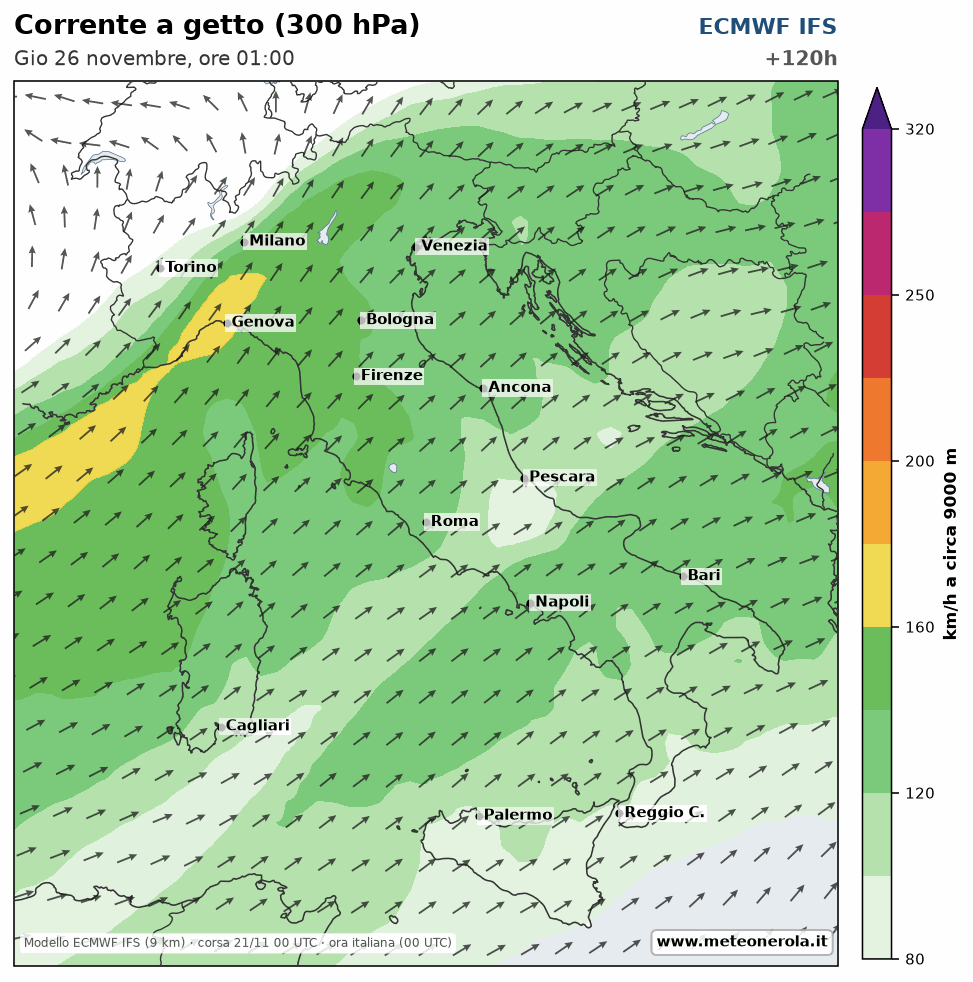 Corrente a getto (300 hPa)
ECMWF IFS
Gio 26 novembre, ore 01:00
+120h
320
250
200
160
120
80
km/h a circa 9000 m
Milano
Venezia
Torino
Genova
Bologna
Firenze
Ancona
Pescara
Roma
Bari
Napoli
Cagliari
Palermo
Reggio C.
Modello ECMWF IFS (9 km) · corsa 21/11 00 UTC · ora italiana (00 UTC)
www.meteonerola.it